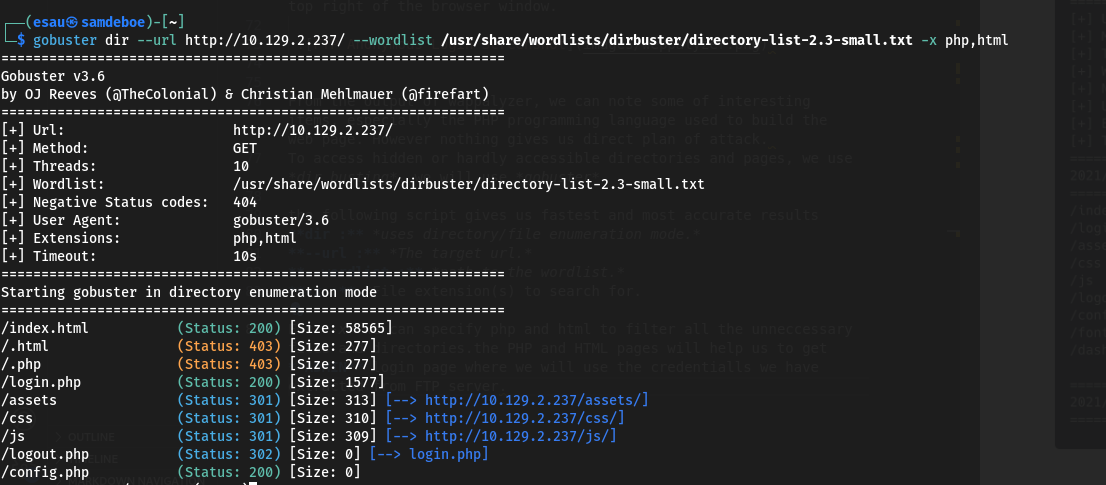 ┌──(esau㉿samdeboe)-[~]
└─$ gobuster dir --url http://10.129.2.237/ --wordlist /usr/share/wordlists/dirbuster/directory-list-2.3-small.txt -x php,html
===============================================================
Gobuster v3.6
by OJ Reeves (@TheColonial) & Christian Mehlmauer (@firefart)
===============================================================
[+] Url: http://10.129.2.237/
[+] Method: GET
[+] Threads: 10
[+] Wordlist: /usr/share/wordlists/dirbuster/directory-list-2.3-small.txt
[+] Negative Status codes: 404
[+] User Agent: gobuster/3.6
[+] Extensions: php,html
[+] Timeout: 10s
===============================================================
Starting gobuster in directory enumeration mode
===============================================================
/index.html (Status: 200) [Size: 58565]
/.html (Status: 403) [Size: 277]
/.php (Status: 403) [Size: 277]
/login.php (Status: 200) [Size: 1577]
/assets (Status: 301) [Size: 313] [--> http://10.129.2.237/assets/]
/css (Status: 301) [Size: 310] [--> http://10.129.2.237/css/]
/js (Status: 301) [Size: 309] [--> http://10.129.2.237/js/]
/logout.php (Status: 302) [Size: 0] [--> login.php]
/config.php (Status: 200) [Size: 0]